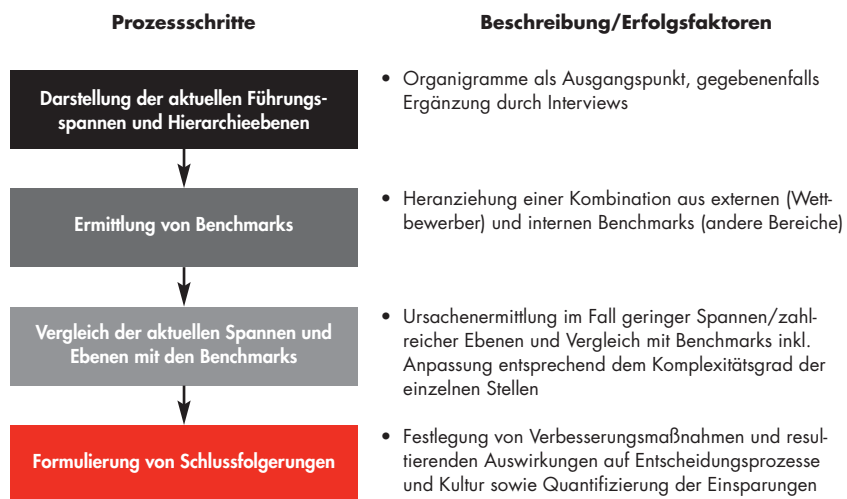 Prozessschritte
Beschreibung/Erfolgsfaktoren
Darstellung der aktuellen Führungs-
spannen und Hierarchieebenen
• Organigramme als Ausgangspunkt, gegebenenfalls
Ergänzung durch Interviews
Ermittlung von Benchmarks
• Heranziehung einer Kombination aus externen (Wett-
bewerber) und internen Benchmarks (andere Bereiche)
Vergleich der aktuellen Spannen und
Ebenen mit den Benchmarks
• Ursachenermittlung im Fall geringer Spannen/zahl-
reicher Ebenen und Vergleich mit Benchmarks inkl.
Anpassung entsprechend dem Komplexitätsgrad der
einzelnen Stellen
Formulierung von Schlussfolgerungen
• Festlegung von Verbesserungsmaßnahmen und resul-
tierenden Auswirkungen auf Entscheidungsprozesse
und Kultur sowie Quantifizierung der Einsparungen